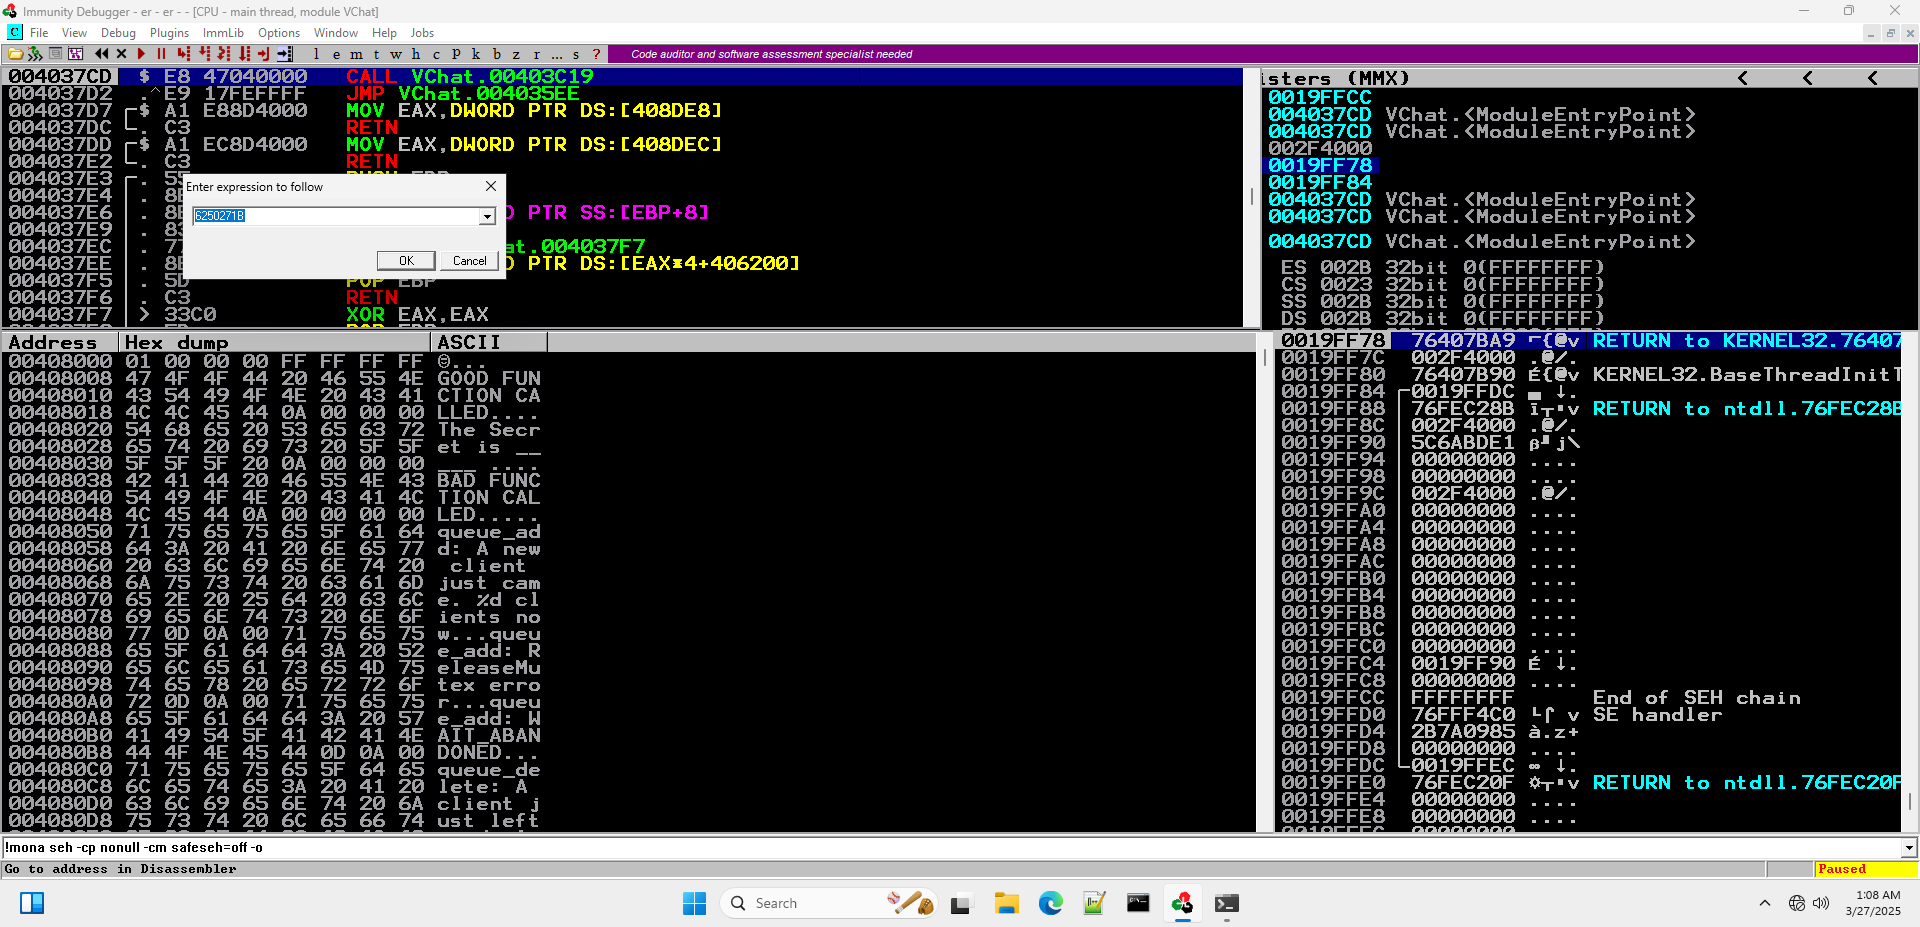 Immunity Debugger - er - er - - [CPU - main thread, module VChat]
File View Debug Plugins ImmLib Options Window Help Jobs
l e m t w h c P k b z r ... s ?
Code auditor and software assessment specialist needed
004037CD $ E8 47040000 CALL VChat.00403C19
004037D2 .^E9 17FEFFFF JMP VChat.004035EE
004037D7 $ A1 E88D4000 MOV EAX,DWORD PTR DS:[408DE8]
004037DC . C3 RETN
004037DD $ A1 EC8D4000 MOV EAX,DWORD PTR DS:[408DEC]
004037E2 . C3 RETN
004037E3 . 55
004037E4 .
004037E6 . PTR SS:[EBP+8]
004037E9 .
004037EC . at.004037F7
004037EE . PTR DS:[EAX*4+406200]
004037F5 . 5D POP EBP
004037F6 . C3 RETN
004037F7 > 33C0 XOR EAX,EAX
Enter expression to follow
6250271B
OK Cancel
isters (MMX) < < <
0019FFCC
004037CD VChat.<ModuleEntryPoint>
004037CD VChat.<ModuleEntryPoint>
002F4000
0019FF78
0019FF84
004037CD VChat.<ModuleEntryPoint>
004037CD VChat.<ModuleEntryPoint>
004037CD VChat.<ModuleEntryPoint>
ES 002B 32bit 0(FFFFFFFF)
CS 0023 32bit 0(FFFFFFFF)
SS 002B 32bit 0(FFFFFFFF)
DS 002B 32bit 0(FFFFFFFF)
Address Hex dump ASCII
00408000 01 00 00 00 FF FF FF FF ☺...
00408008 47 4F 4F 44 20 46 55 4E GOOD FUN
00408010 43 54 49 4F 4E 20 43 41 CTION CA
00408018 4C 4C 45 44 0A 00 00 00 LLED....
00408020 54 68 65 20 53 65 63 72 The Secr
00408028 65 74 20 69 73 20 5F 5F et is __
00408030 5F 5F 5F 20 0A 00 00 00 ___ ....
00408038 42 41 44 20 46 55 4E 43 BAD FUNC
00408040 54 49 4F 4E 20 43 41 4C TION CAL
00408048 4C 45 44 0A 00 00 00 00 LED.....
00408050 71 75 65 75 65 5F 61 64 queue_ad
00408058 64 3A 20 41 20 6E 65 77 d: A new
00408060 20 63 6C 69 65 6E 74 20 client
00408068 6A 75 73 74 20 63 61 6D just cam
00408070 65 2E 20 25 64 20 63 6C e. %d cl
00408078 69 65 6E 74 73 20 6E 6F ients no
00408080 77 0D 0A 00 71 75 65 75 w...queu
00408088 65 5F 61 64 64 3A 20 52 e_add: R
00408090 65 6C 65 61 73 65 4D 75 eleaseMu
00408098 74 65 78 20 65 72 72 6F tex erro
004080A0 72 0D 0A 00 71 75 65 75 r...queu
004080A8 65 5F 61 64 64 3A 20 57 e_add: W
004080B0 41 49 54 5F 41 42 41 4E AIT_ABAN
004080B8 44 4F 4E 45 44 0D 0A 00 DONED...
004080C0 71 75 65 75 65 5F 64 65 queue_de
004080C8 6C 65 74 65 3A 20 41 20 lete: A
004080D0 63 6C 69 65 6E 74 20 6A client j
004080D8 75 73 74 20 6C 65 66 74 ust left
0019FF78 76407BA9 ⌐{@v RETURN to KERNEL32.76407
0019FF7C 002F4000 .@/.
0019FF80 76407B90 É{@v KERNEL32.BaseThreadInitT
0019FF84 0019FFDC ▄ ↓.
0019FF88 76FEC28B ï┬▪v RETURN to ntdll.76FEC28B
0019FF8C 002F4000 .@/.
0019FF90 5C6ABDE1 ß╜j\
0019FF94 00000000 ....
0019FF98 00000000 ....
0019FF9C 002F4000 .@/.
0019FFA0 00000000 ....
0019FFA4 00000000 ....
0019FFA8 00000000 ....
0019FFAC 00000000 ....
0019FFB0 00000000 ....
0019FFB4 00000000 ....
0019FFB8 00000000 ....
0019FFBC 00000000 ....
0019FFC0 00000000 ....
0019FFC4 0019FF90 É ↓.
0019FFC8 00000000 ....
0019FFCC FFFFFFFF End of SEH chain
0019FFD0 76FFF4C0 └⌠ v SE handler
0019FFD4 2B7A0985 à.z+
0019FFD8 00000000 ....
0019FFDC 0019FFEC ∞ ↓.
0019FFE0 76FEC20F ☼┬▪v RETURN to ntdll.76FEC20F
0019FFE4 00000000 ....
0019FFE8 00000000 ....
!mona seh -cp nonull -cm safeseh=off -o
Go to address in Disassembler
Paused
Search
1:08 AM
3/27/2025